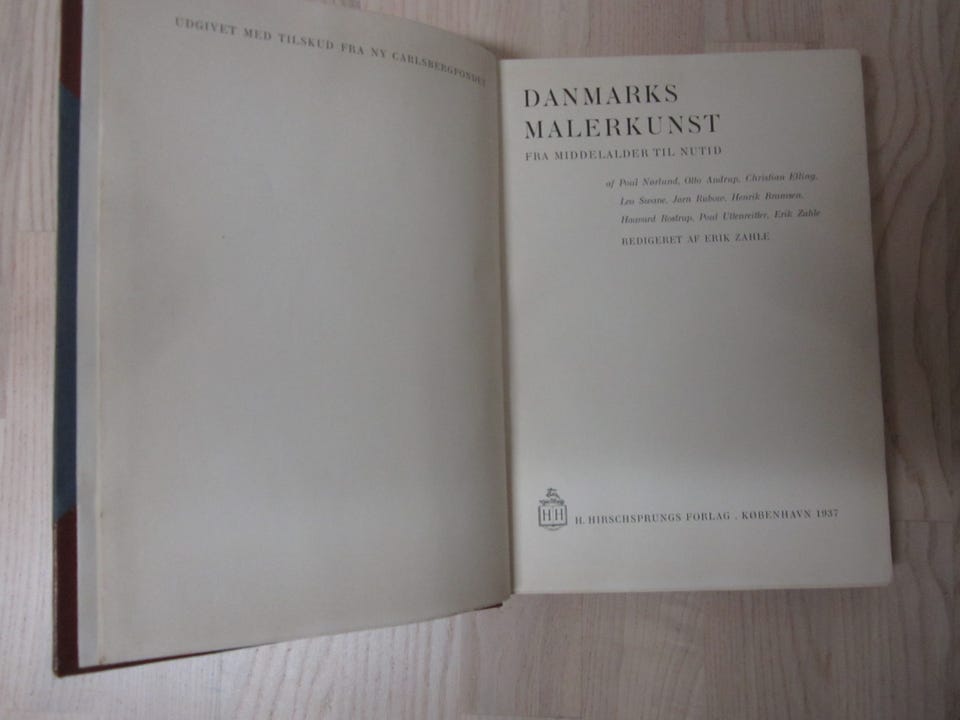 UDGIVET MED TILSKUD FRA NY CARLSBERGFONDET
DANMARKS
MALERKUNST
FRA MIDDELALDER TIL NUTID
af Poul Nørlund, Otto Andrup, Christian Elling,
Leo Swane, Jørn Rubow, Henrik Bramsen,
Haavard Rostrup, Poul Uttenreitter, Erik Zahle
REDIGERET AF ERIK ZAHLE
HH
H. HIRSCHSPRUNGS FORLAG . KØBENHAVN 1937